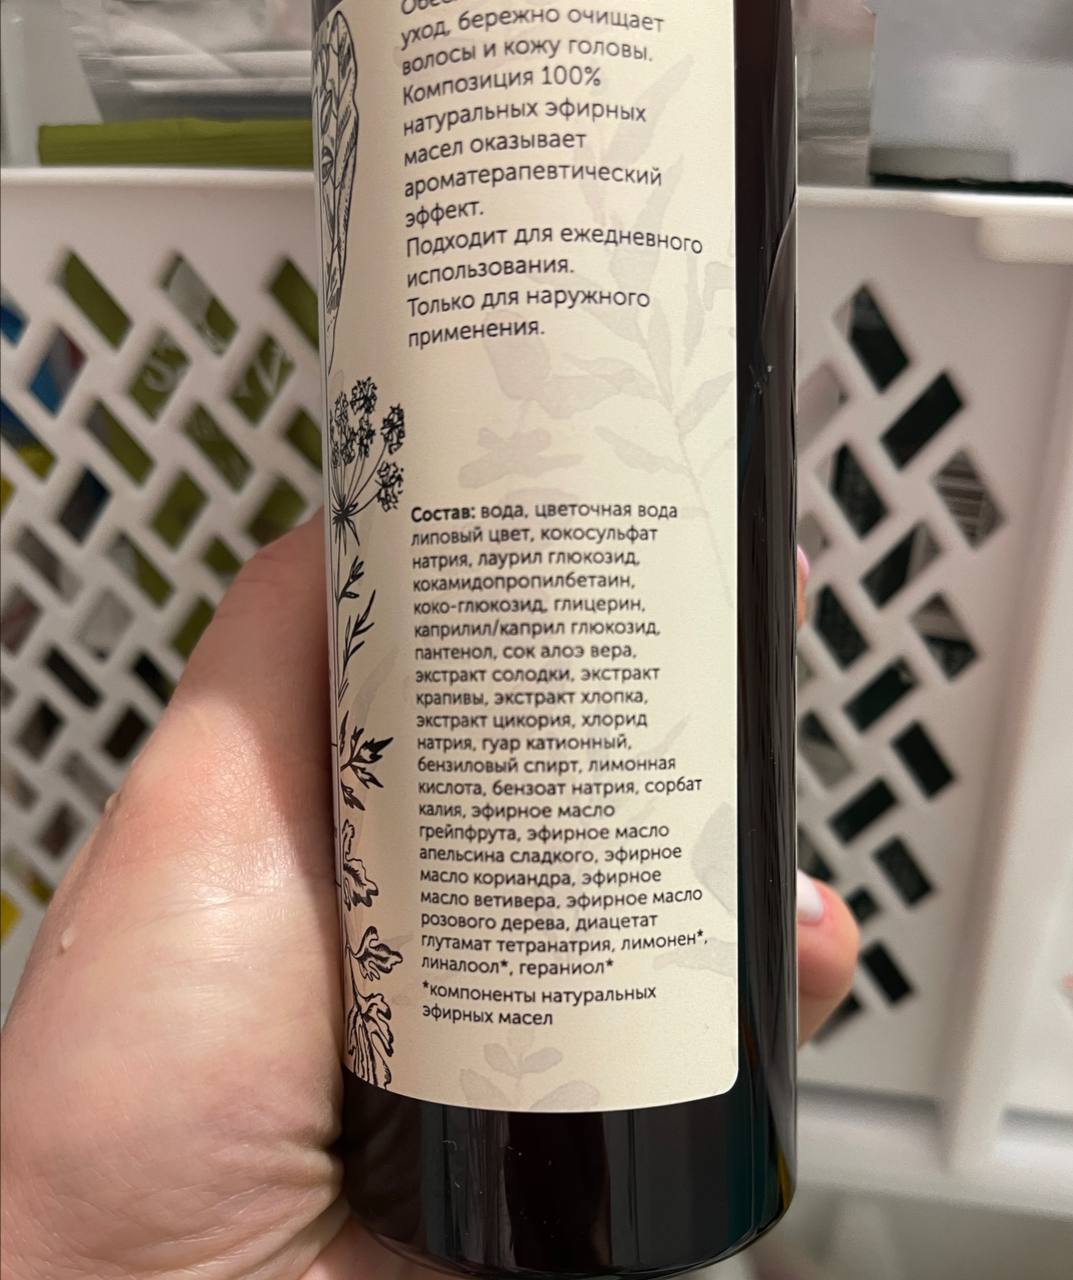 уход, бережно очищает
волосы и кожу головы.
Композиция 100%
натуральных эфирных
масел оказывает
ароматерапевтический
эффект.
Подходит для ежедневного
использования.
Только для наружного
применения.
Состав: вода, цветочная вода
липовый цвет, кокосульфат
натрия, лаурил глюкозид,
кокамидопропилбетаин,
коко-глюкозид, глицерин,
каприлил/каприл глюкозид,
пантенол, сок алоэ вера,
экстракт солодки, экстракт
крапивы, экстракт хлопка,
экстракт цикория, хлорид
натрия, гуар катионный,
бензиловый спирт, лимонная
кислота, бензоат натрия, сорбат
калия, эфирное масло
грейпфрута, эфирное масло
апельсина сладкого, эфирное
масло кориандра, эфирное
масло ветивера, эфирное масло
розового дерева, диацетат
глутамат тетранатрия, лимонен*,
линалоол*, гераниол*
*компоненты натуральных
эфирных масел